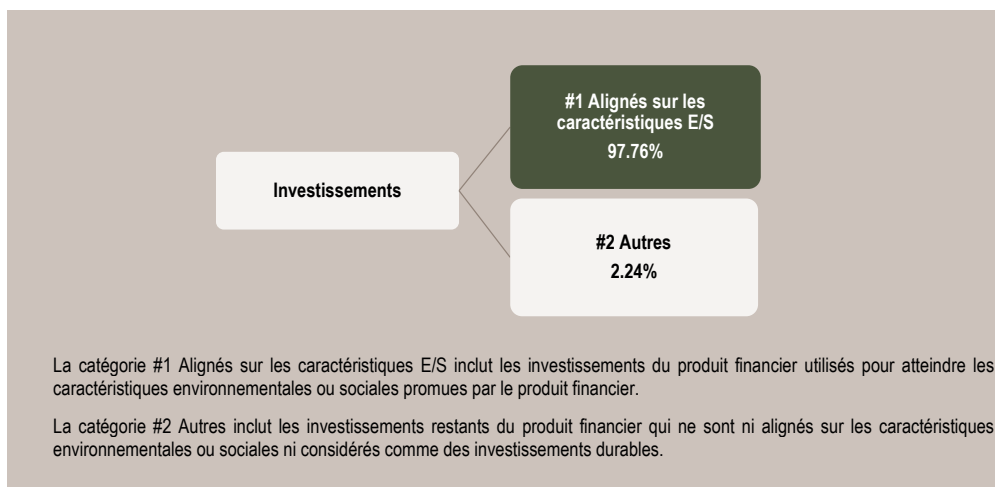 #1 Alignés sur les
caractéristiques E/S
97.76%
Investissements
#2 Autres
2.24%
La catégorie #1 Alignés sur les caractéristiques E/S inclut les investissements du produit financier utilisés pour atteindre les
caractéristiques environnementales ou sociales promues par le produit financier.
La catégorie #2 Autres inclut les investissements restants du produit financier qui ne sont ni alignés sur les caractéristiques
environnementales ou sociales ni considérés comme des investissements durables.